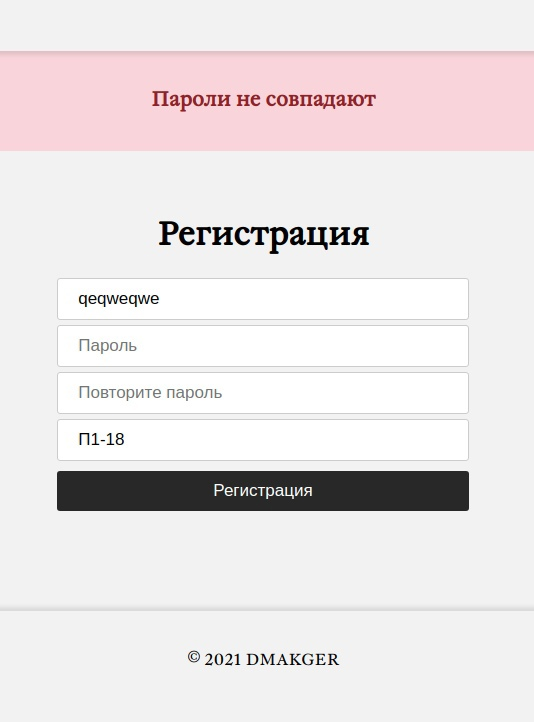 Пароли не совпадают
Регистрация
qeqweqwe
Пароль
Повторите пароль
П1-18
Регистрация
© 2021 DMAKGER